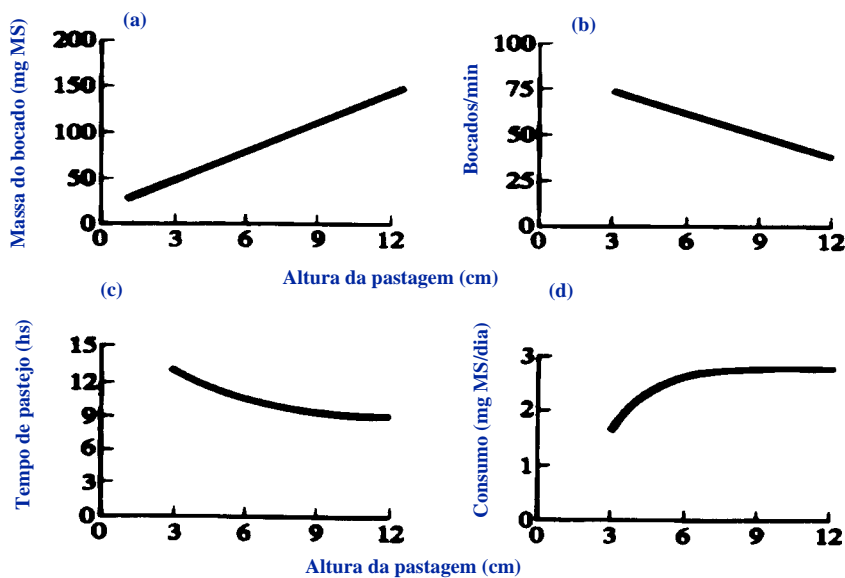 (a)
Massa do bocado (mg MS)
200
150
100
50
0
0 3 6 9 12
(b)
Bocados/min
100
75
50
25
0
0 3 6 9 12
Altura da pastagem (cm)
(c)
Tempo de pastejo (hs)
15
12
9
6
3
0
0 3 6 9 12
(d)
Consumo (mg MS/dia)
3
2
1
0
0 3 6 9 12
Altura da pastagem (cm)